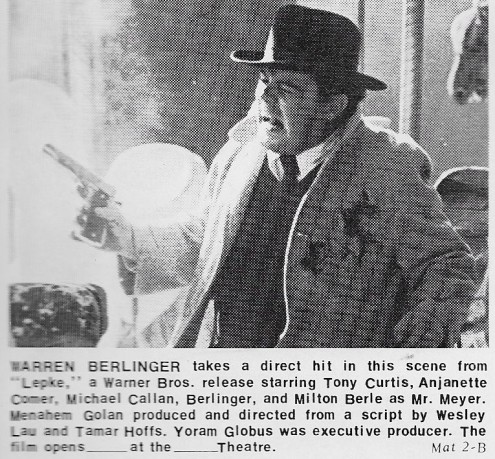 WARREN BERLINGER takes a direct hit in this scene from
"Lepke," a Warner Bros. release starring Tony Curtis, Anjanette
Comer, Michael Callan, Berlinger, and Milton Berle as Mr. Meyer.
Menahem Golan produced and directed from a script by Wesley
Lau and Tamar Hoffs. Yoram Globus was executive producer. The
film opens______at the______Theatre. Mat 2-B